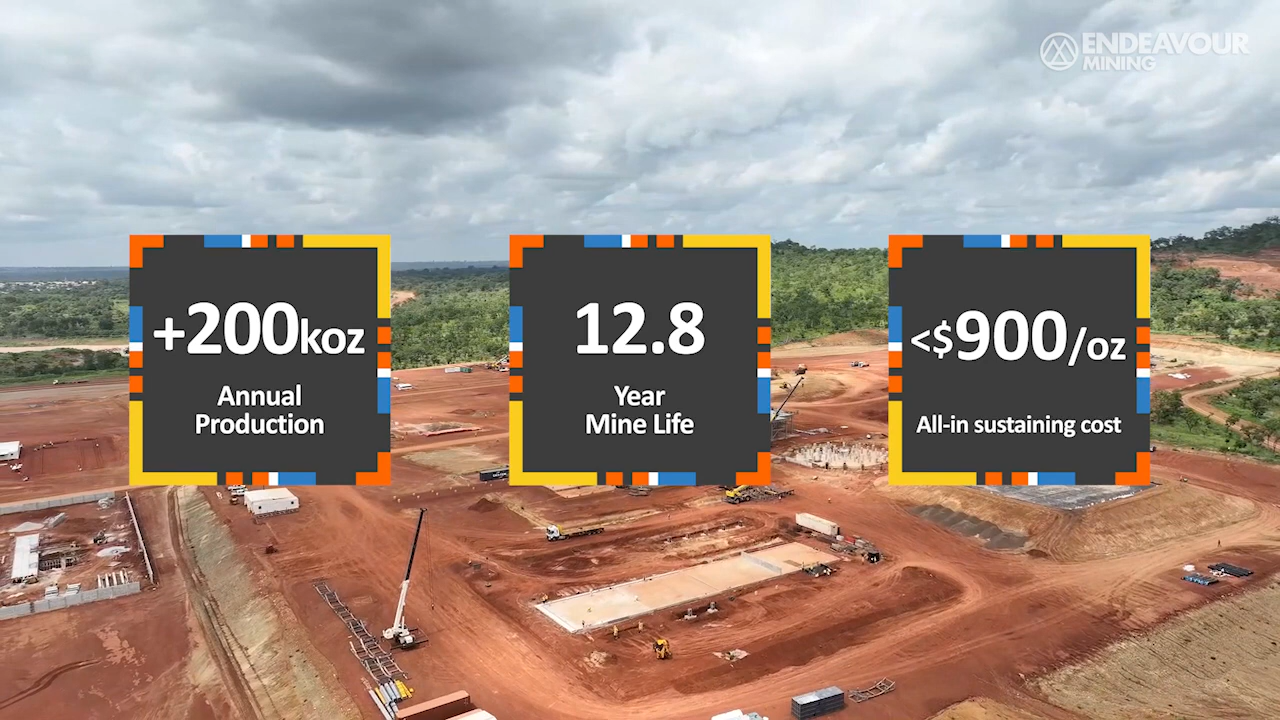 ENDEAVOUR
MINING
+200koz
Annual
Production
12.8
Year
Mine Life
<$900/oz
All-in sustaining cost